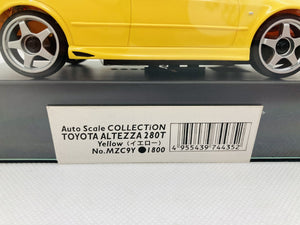 Auto Scale COLLECTiON
TOYOTA ALTEZZA 280T
Yellow（イエロー）
No.MZC9Y ●1800
4 955439 744352